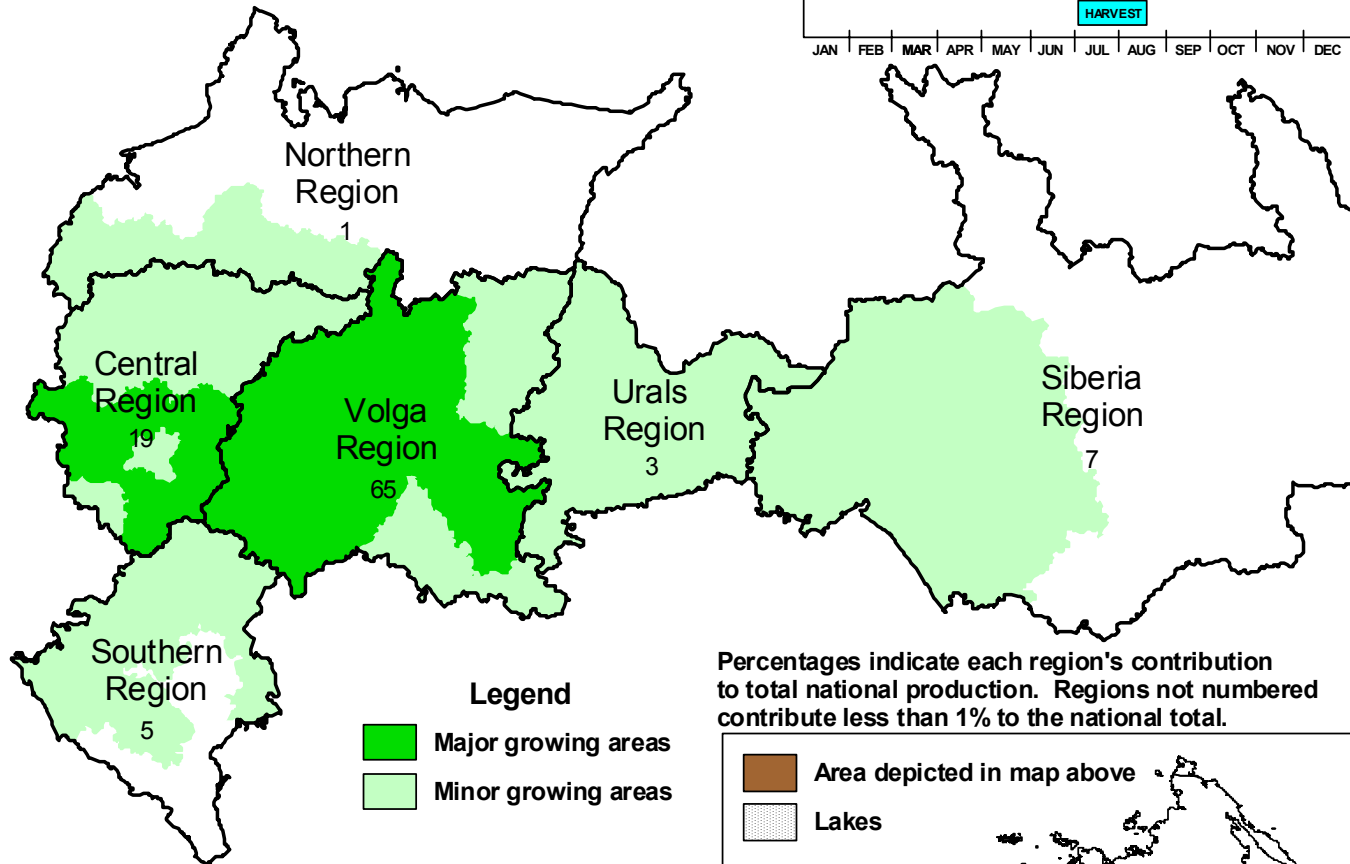 HARVEST
JAN FEB MAR APR MAY JUN JUL AUG SEP OCT NOV DEC
Northern
Region
1
Central
Region
19
Volga
Region
65
Urals
Region
3
Siberia
Region
7
Southern
Region
5
Legend
Major growing areas
Minor growing areas
Percentages indicate each region's contribution
to total national production. Regions not numbered
contribute less than 1% to the national total.
Area depicted in map above
Lakes